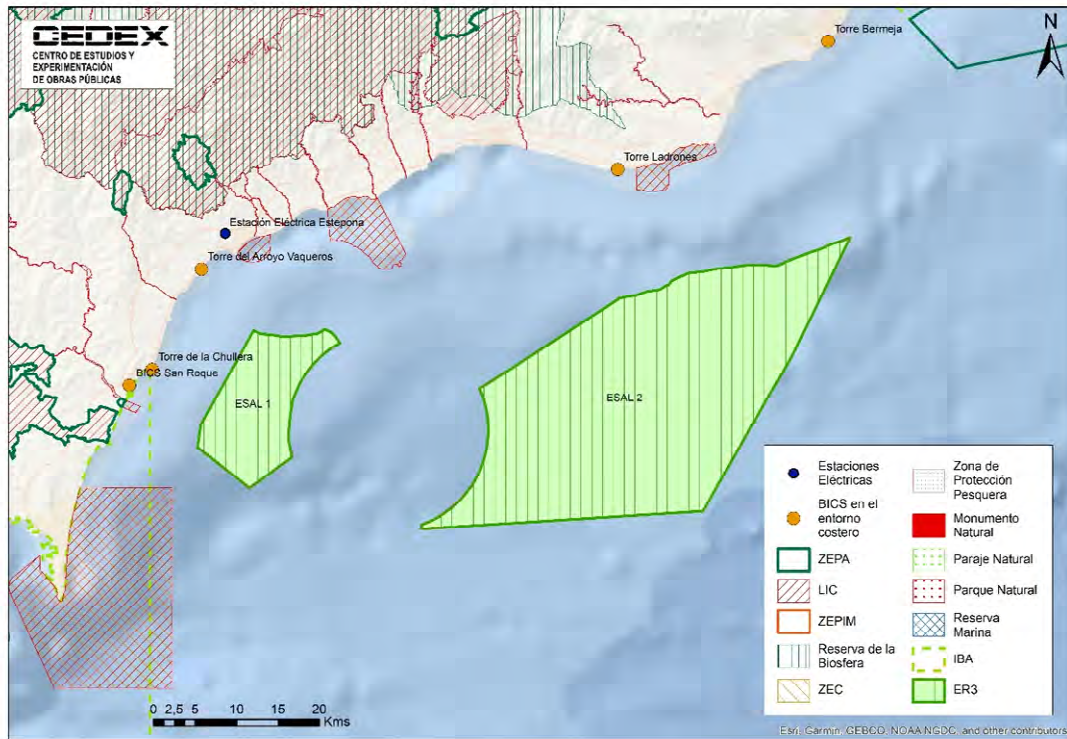 CEDEX
CENTRO DE ESTUDIOS Y
EXPERIMENTACIÓN
DE OBRAS PÚBLICAS
N
Torre Bermeja
Torre Ladrones
Estación Eléctrica Estepona
Torre del Arroyo Vaqueros
Torre de la Chullera
BICS San Roque
ESAL 1
ESAL 2
Estaciones
Eléctricas
BICS en el
entorno
costero
ZEPA
LIC
ZEPIM
Reserva de la
Biosfera
ZEC
Zona de
Protección
Pesquera
Monumento
Natural
Paraje Natural
Parque Natural
Reserva
Marina
IBA
ER3
0 2,5 5 10 15 20
Kms
Esri, Garmin, GEBCO, NOAA NGDC, and other contributors